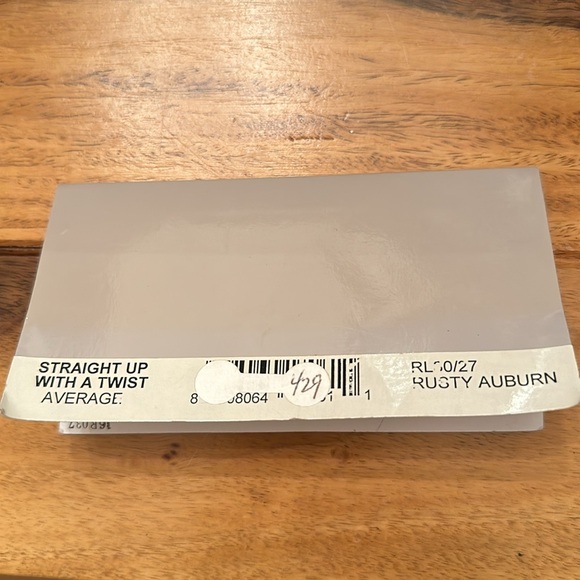 STRAIGHT UP
WITH A TWIST
AVERAGE
RUSTY AUBURN
429